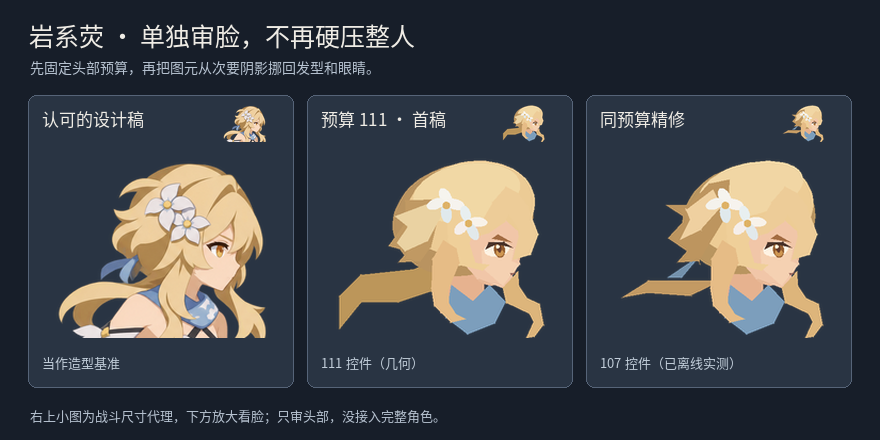 岩系荧 · 单独审脸，不再硬压整人
先固定头部预算，再把图元从次要阴影挪回发型和眼睛。
认可的设计稿
预算 111 · 首稿
同预算精修
当作造型基准
111 控件（几何）
107 控件（已离线实测）
右上小图为战斗尺寸代理，下方放大看脸；只审头部，没接入完整角色。